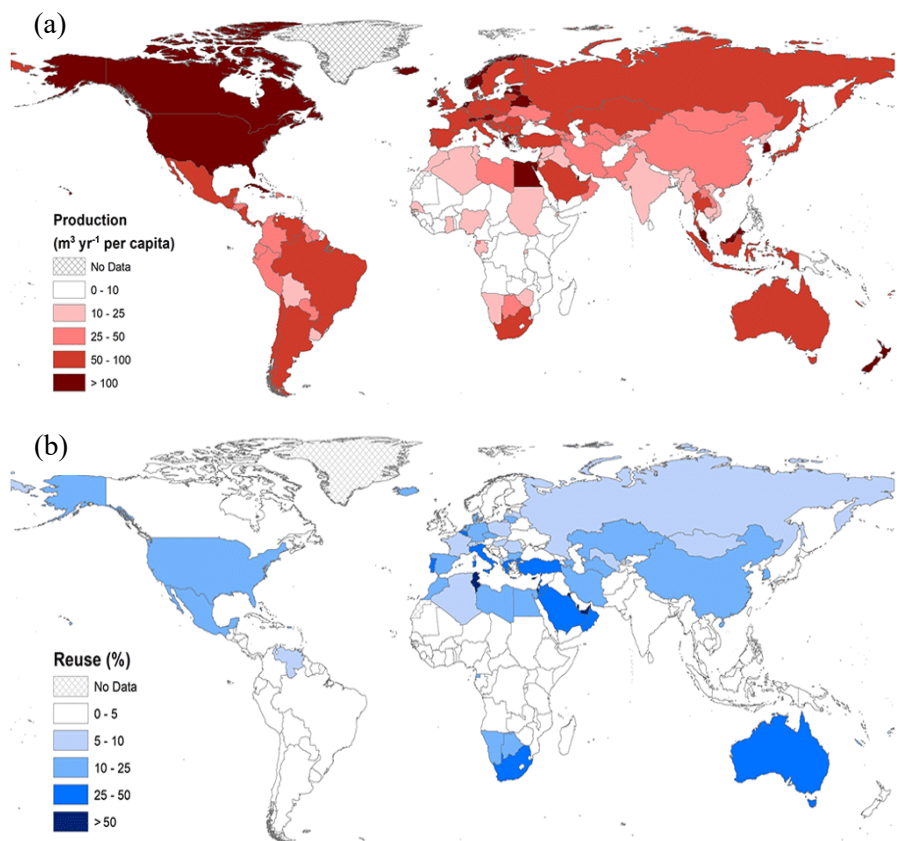 (a)
Production
(m³ yr⁻¹ per capita)
No Data
0 - 10
10 - 25
25 - 50
50 - 100
> 100
(b)
Reuse (%)
No Data
0 - 5
5 - 10
10 - 25
25 - 50
> 50